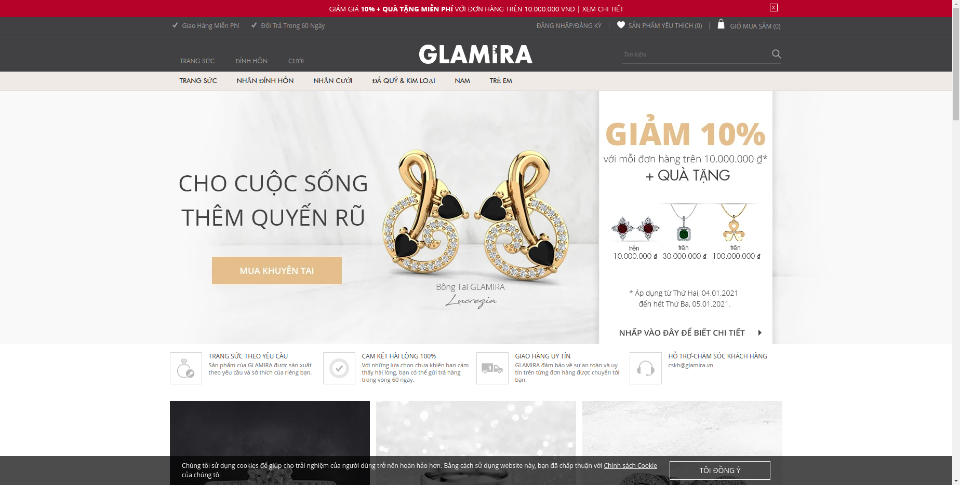 GIẢM GIÁ 10% + QUÀ TẶNG MIỄN PHÍ VỚI ĐƠN HÀNG TRÊN 10.000.000 VND | XEM CHI TIẾT
X
Giao Hàng Miễn Phí
Đổi Trả Trong 60 Ngày
ĐĂNG NHẬP/ĐĂNG KÝ
SẢN PHẨM YÊU THÍCH (0)
GIỎ MUA SẮM (0)
TRANG SỨC
ĐÍNH HÔN
CƯỚI
GLAMIRA
Tìm kiếm
TRANG SỨC
NHẪN ĐÍNH HÔN
NHẪN CƯỚI
ĐÁ QUÝ & KIM LOẠI
NAM
TRẺ EM
CHO CUỘC SỐNG
THÊM QUYẾN RŨ
MUA KHUYÊN TAI
Bông Tai GLAMIRA
Lucrezia
GIẢM 10%
với mỗi đơn hàng trên 10.000.000 ₫*
+ QUÀ TẶNG
trên
10.000.000 ₫
trên
30.000.000 ₫
trên
100.000.000 ₫
* Áp dụng từ Thứ Hai, 04.01.2021
đến hết Thứ Ba, 05.01.2021.
NHẤP VÀO ĐÂY ĐỂ BIẾT CHI TIẾT
TRANG SỨC THEO YÊU CẦU
Sản phẩm của GLAMIRA được sản xuất
theo yêu cầu và sở thích của riêng bạn.
CAM KẾT HÀI LÒNG 100%
Với những lựa chọn chưa khiến bạn cảm
thấy hài lòng, bạn có thể gửi trả hàng
trong vòng 60 ngày.
GIAO HÀNG UY TÍN
GLAMIRA đảm bảo về sự an toàn và uy
tín trên từng đơn hàng được chuyển tới
bạn.
HỖ TRỢ-CHĂM SÓC KHÁCH HÀNG
cskh@glamira.vn
Chúng tôi sử dụng cookies để giúp cho trải nghiệm của người dùng trở nên hoàn hảo hơn. Bằng cách sử dụng website này, bạn đã chấp thuận với Chính sách Cookie
của chúng tôi
TÔI ĐỒNG Ý